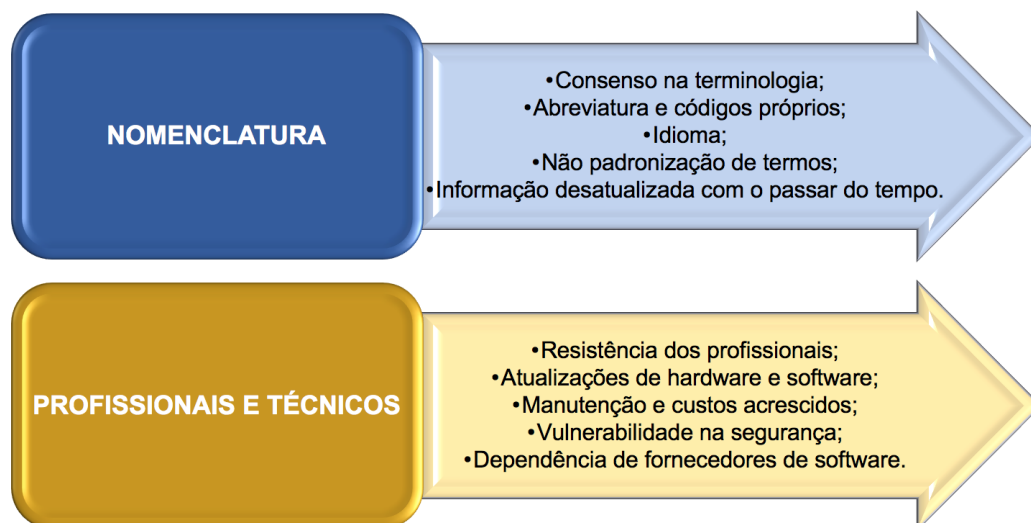 NOMENCLATURA
•Consenso na terminologia;
•Abreviatura e códigos próprios;
•Idioma;
•Não padronização de termos;
•Informação desatualizada com o passar do tempo.
PROFISSIONAIS E TÉCNICOS
•Resistência dos profissionais;
•Atualizações de hardware e software;
•Manutenção e custos acrescidos;
•Vulnerabilidade na segurança;
•Dependência de fornecedores de software.